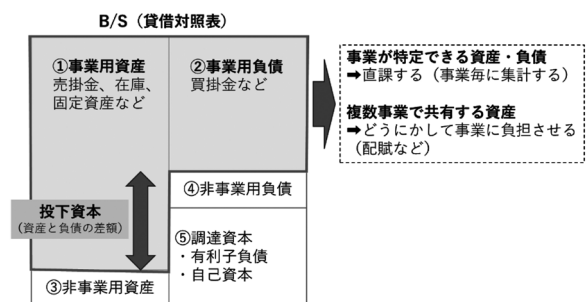 B/S（貸借対照表）
①事業用資産
売掛金、在庫、
固定資産など
②事業用負債
買掛金など
④非事業用負債
投下資本
(資産と負債の差額)
⑤調達資本
・有利子負債
・自己資本
③非事業用資産
事業が特定できる資産・負債
➡直課する（事業毎に集計する）
複数事業で共有する資産
➡どうにかして事業に負担させる
（配賦など）